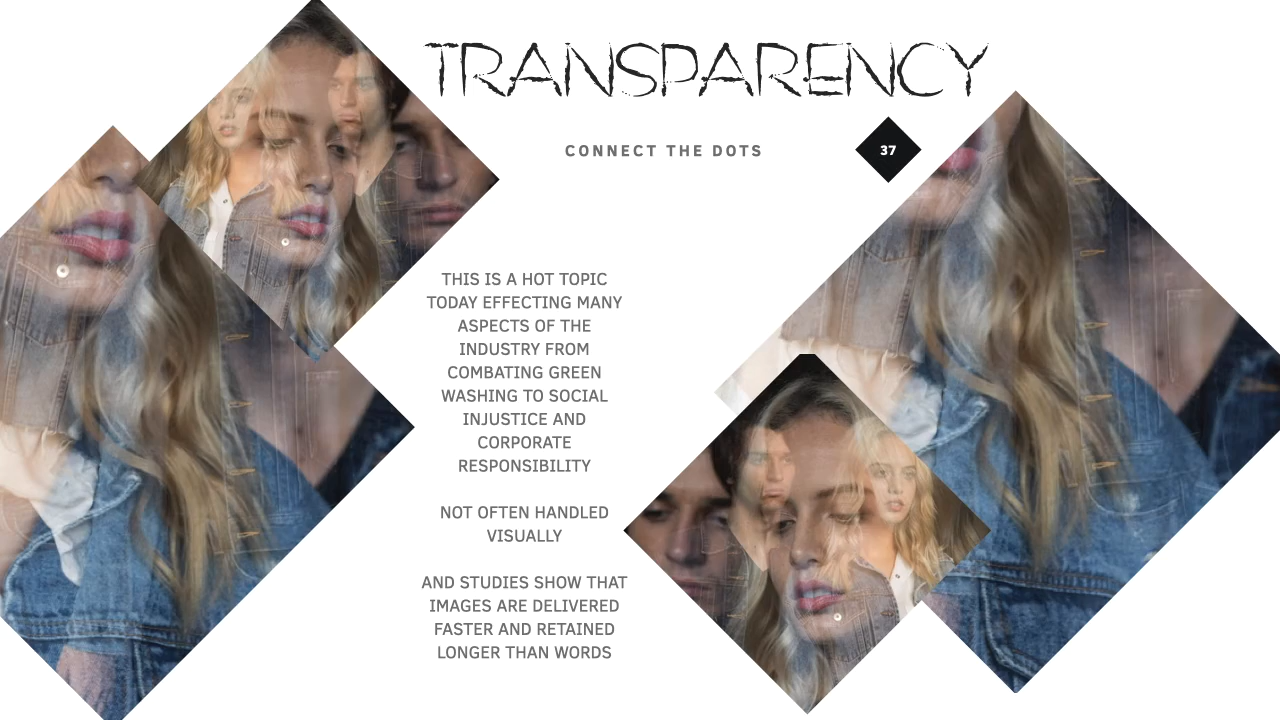 TRANSPARENCY
CONNECT THE DOTS
37
THIS IS A HOT TOPIC
TODAY EFFECTING MANY
ASPECTS OF THE
INDUSTRY FROM
COMBATING GREEN
WASHING TO SOCIAL
INJUSTICE AND
CORPORATE
RESPONSIBILITY
NOT OFTEN HANDLED
VISUALLY
AND STUDIES SHOW THAT
IMAGES ARE DELIVERED
FASTER AND RETAINED
LONGER THAN WORDS